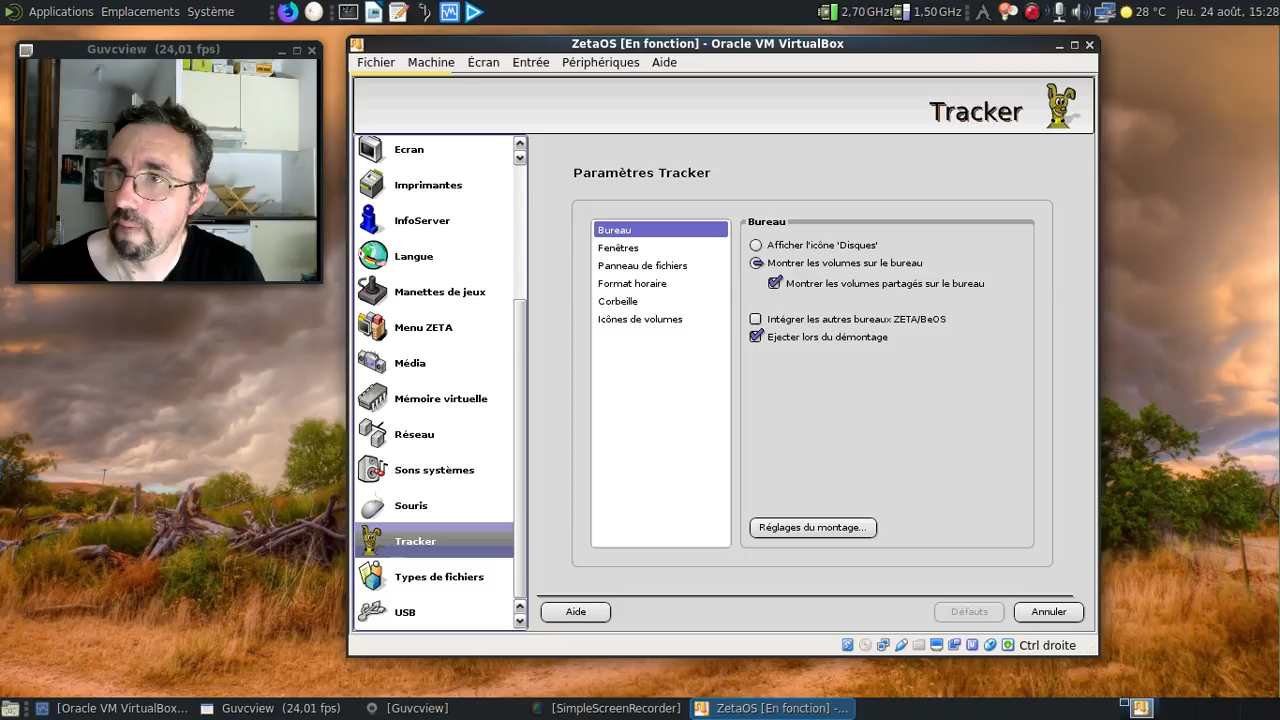 Applications Emplacements Système
2,70 GHz 1,50 GHz 28 °C jeu. 24 août, 15:28
Guvcview (24,01 fps)
ZetaOS [En fonction] - Oracle VM VirtualBox
Fichier Machine Écran Entrée Périphériques Aide
Tracker
Ecran
Imprimantes
InfoServer
Langue
Manettes de jeux
Menu ZETA
Média
Mémoire virtuelle
Réseau
Sons systèmes
Souris
Tracker
Types de fichiers
USB
Paramètres Tracker
Bureau
Fenêtres
Panneau de fichiers
Format horaire
Corbeille
Icônes de volumes
Bureau
Afficher l'icône 'Disques'
Montrer les volumes sur le bureau
Montrer les volumes partagés sur le bureau
Intégrer les autres bureaux ZETA/BeOS
Ejecter lors du démontage
Réglages du montage...
Aide Défauts Annuler
Ctrl droite
[Oracle VM VirtualBox... Guvcview (24,01 fps) [Guvcview] [SimpleScreenRecorder] ZetaOS [En fonction] -...